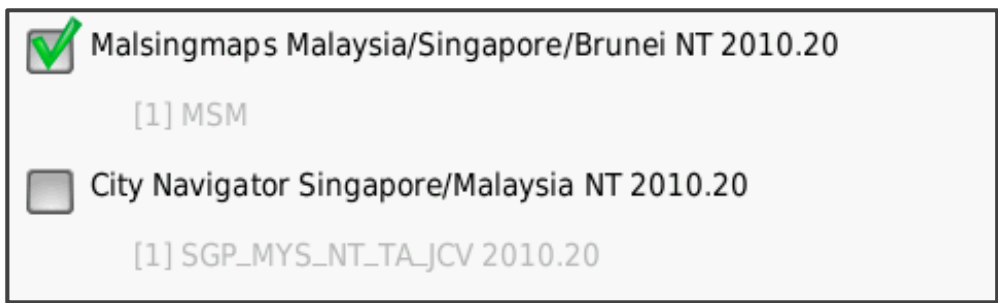 Malsingmaps Malaysia/Singapore/Brunei NT 2010.20
[1] MSM
City Navigator Singapore/Malaysia NT 2010.20
[1] SGP_MYS_NT_TA_JCV 2010.20